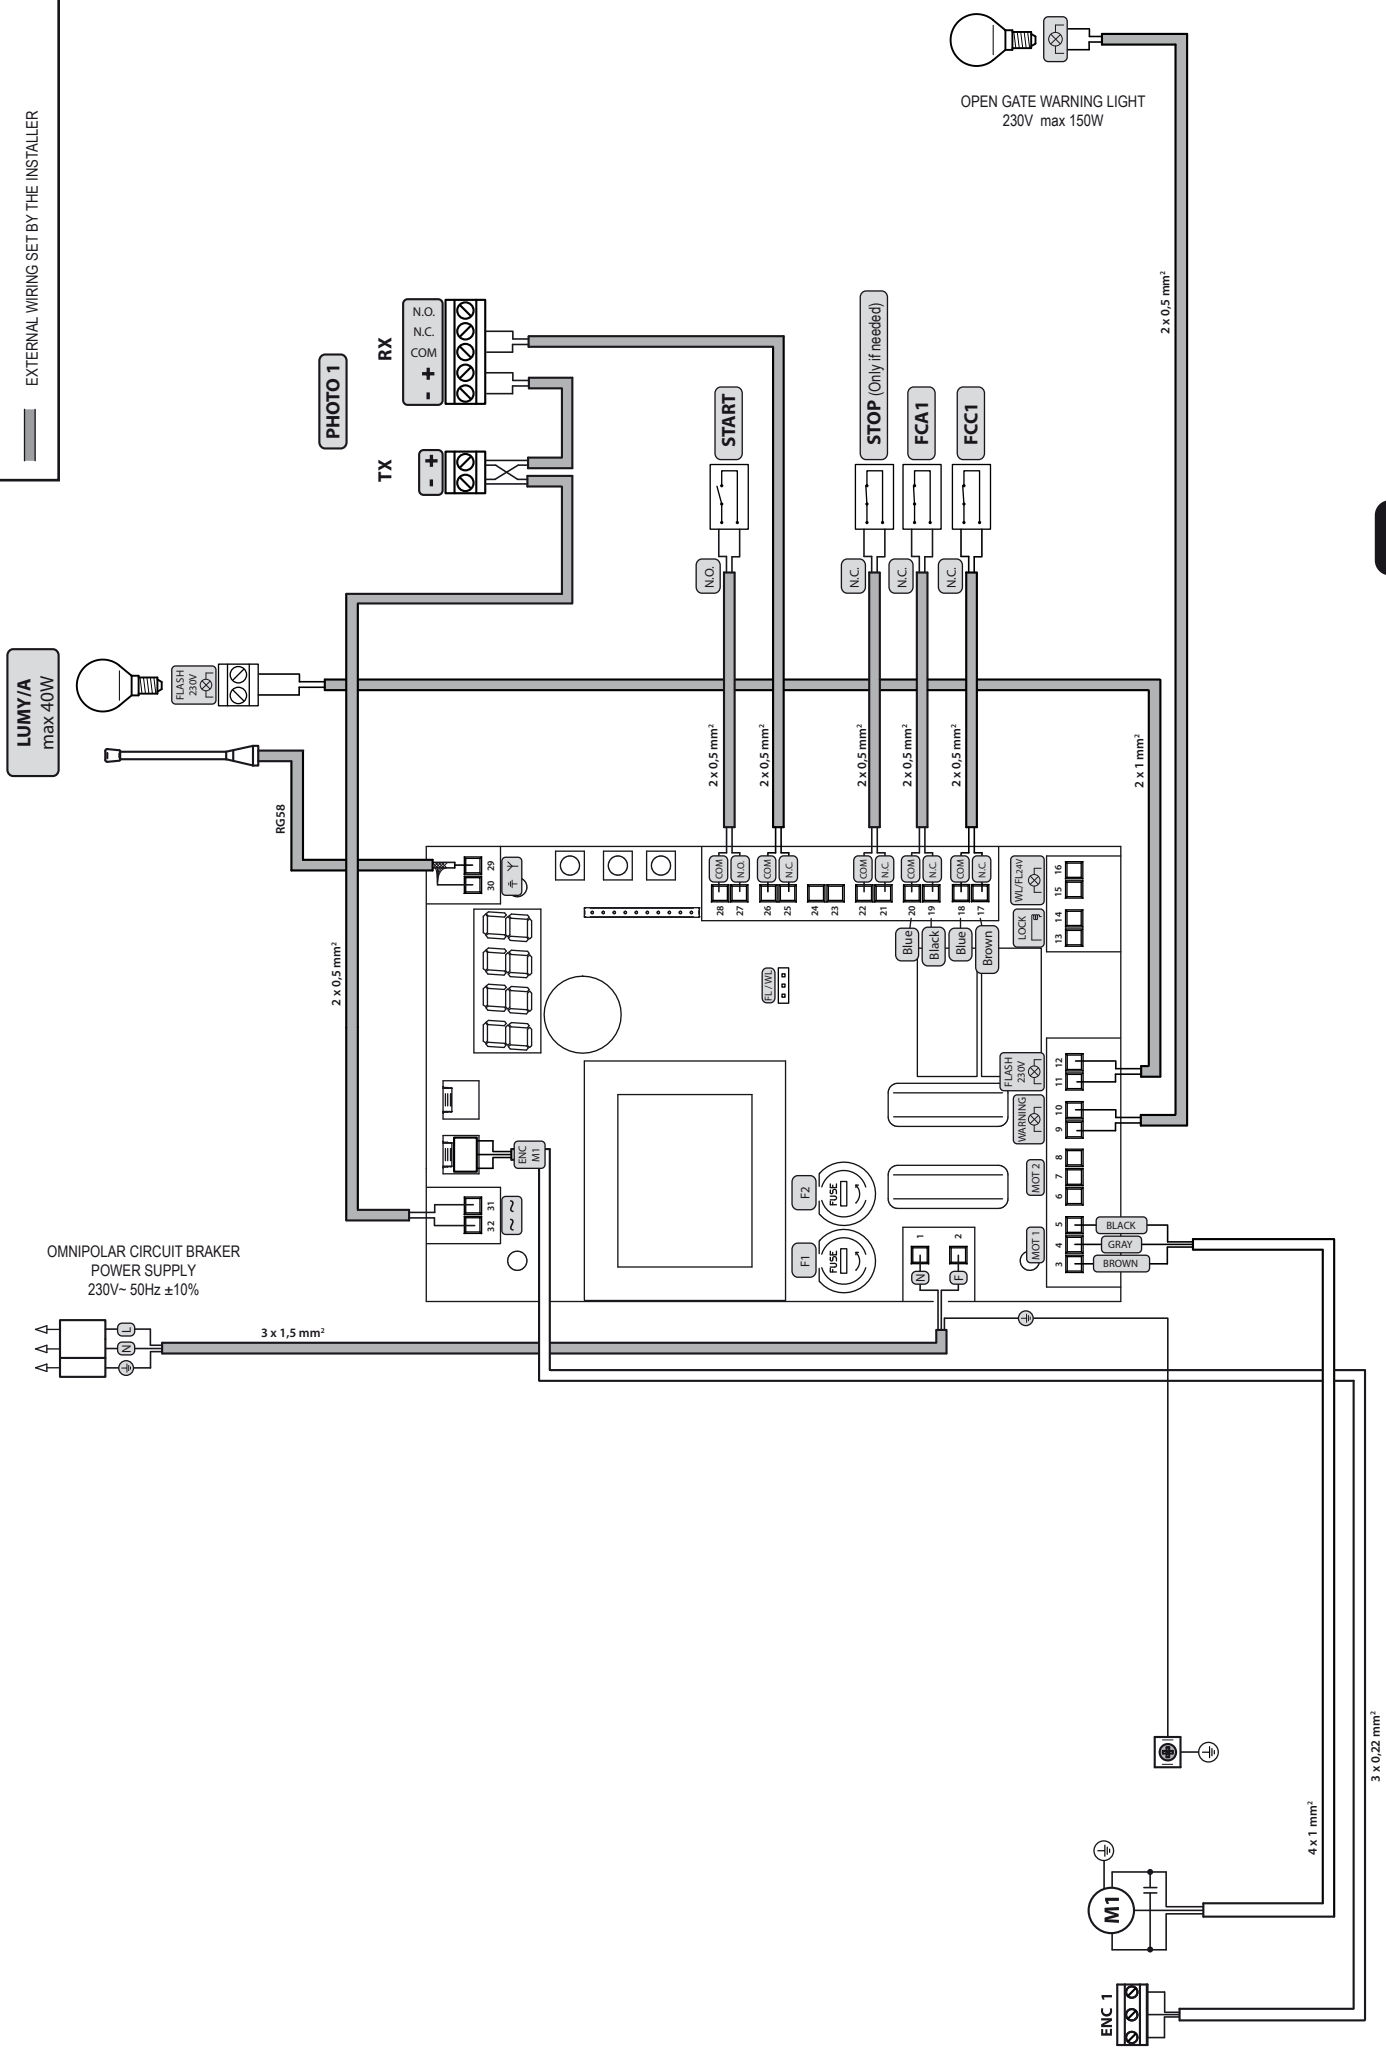 EXTERNAL WIRING SET BY THE INSTALLER
OPEN GATE WARNING LIGHT
230V max 150W
2 x 0,5 mm²
PHOTO 1
RX
N.O.
N.C.
COM
- +
TX
- +
LUMY/A
max 40W
FLASH
230V
RG58
2 x 0,5 mm²
START
STOP (Only if needed)
FCA1
FCC1
N.O.
N.C.
N.C.
N.C.
2 x 0,5 mm²
2 x 0,5 mm²
2 x 0,5 mm²
2 x 0,5 mm²
2 x 0,5 mm²
2 x 1 mm²
29
30
COM
N.O.
COM
N.C.
COM
N.C.
COM
N.C.
COM
N.C.
28
27
26
25
24
23
22
21
20
19
18
17
Blue
Black
Blue
Brown
WL/FL24V
16
15
LOCK
14
13
FL / WL
FLASH
230V
12
11
WARNING
10
9
MOT 2
8
7
6
MOT 1
5
4
3
BLACK
GRAY
BROWN
ENC
M1
31
32
~ ~
F2
FUSE
F1
FUSE
1
2
N
F
OMNIPOLAR CIRCUIT BRAKER
POWER SUPPLY
230V~ 50Hz ±10%
L
N
3 x 1,5 mm²
3 x 0,22 mm²
4 x 1 mm²
M1
ENC 1